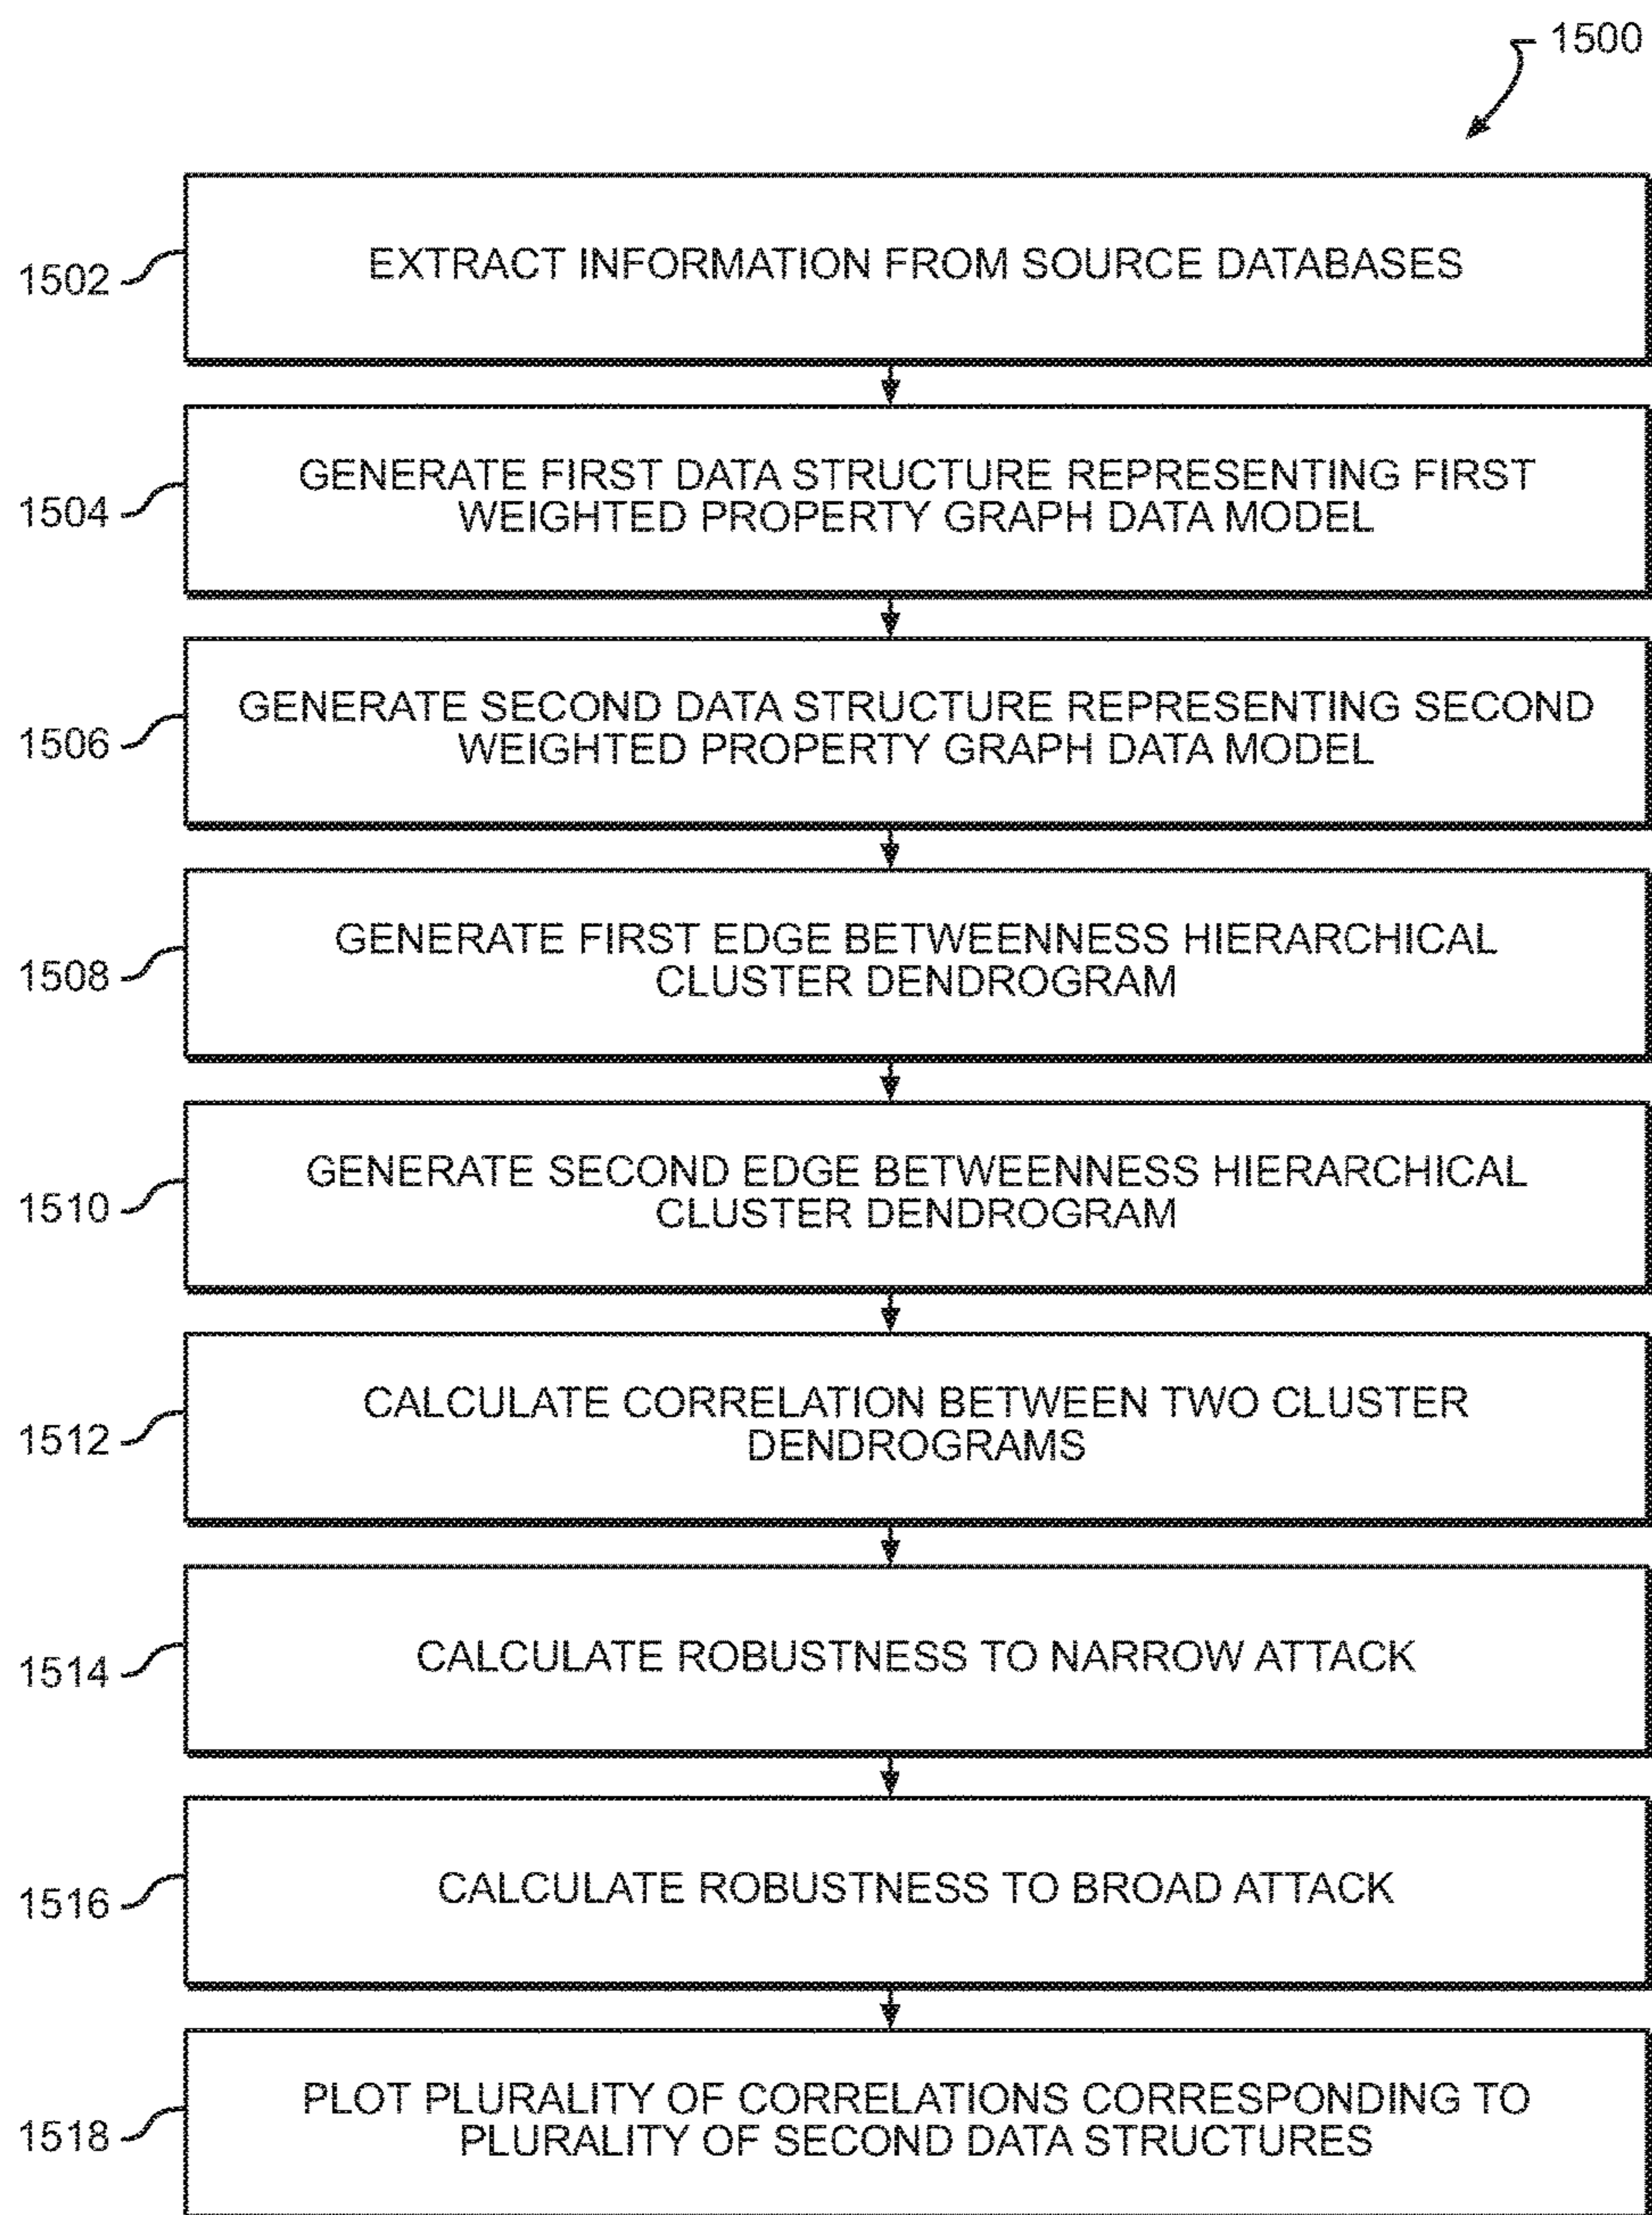 1500
1502
EXTRACT INFORMATION FROM SOURCE DATABASES
1504
GENERATE FIRST DATA STRUCTURE REPRESENTING FIRST
WEIGHTED PROPERTY GRAPH DATA MODEL
1506
GENERATE SECOND DATA STRUCTURE REPRESENTING SECOND
WEIGHTED PROPERTY GRAPH DATA MODEL
1508
GENERATE FIRST EDGE BETWEENNESS HIERARCHICAL
CLUSTER DENDROGRAM
1510
GENERATE SECOND EDGE BETWEENNESS HIERARCHICAL
CLUSTER DENDROGRAM
1512
CALCULATE CORRELATION BETWEEN TWO CLUSTER
DENDROGRAMS
1514
CALCULATE ROBUSTNESS TO NARROW ATTACK
1516
CALCULATE ROBUSTNESS TO BROAD ATTACK
1518
PLOT PLURALITY OF CORRELATIONS CORRESPONDING TO
PLURALITY OF SECOND DATA STRUCTURES